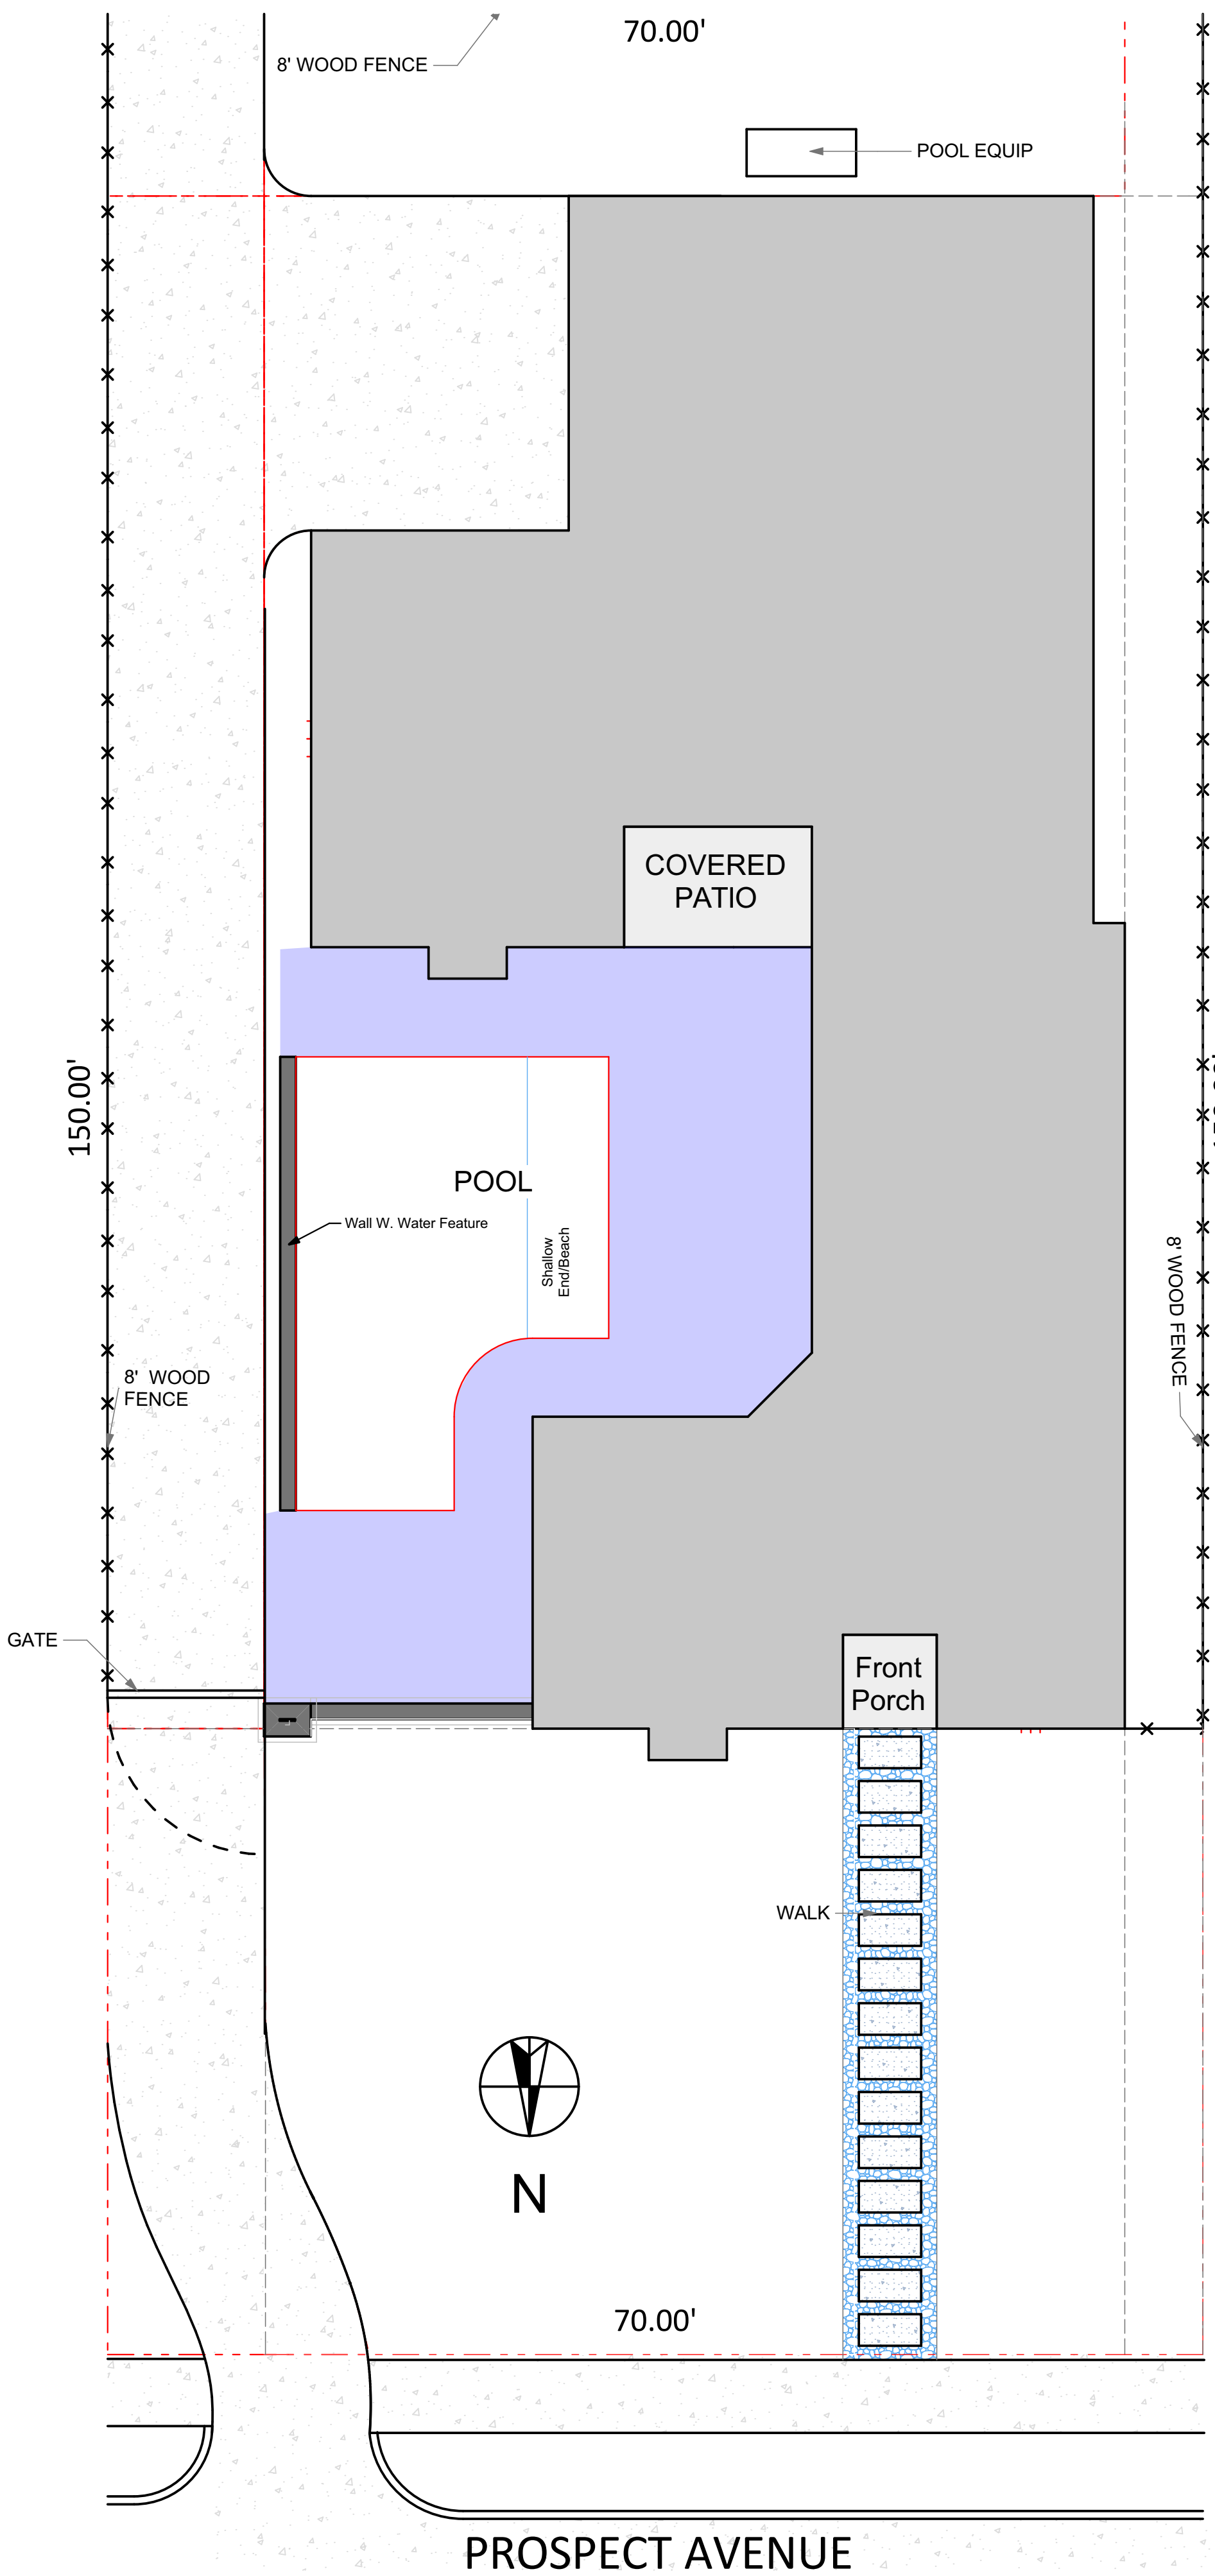 70.00'
8' WOOD FENCE
POOL EQUIP
COVERED
PATIO
150.00'
POOL
Wall W. Water Feature
Shallow
End/Beach
8' WOOD FENCE
8' WOOD
FENCE
GATE
Front
Porch
WALK
N
70.00'
PROSPECT AVENUE